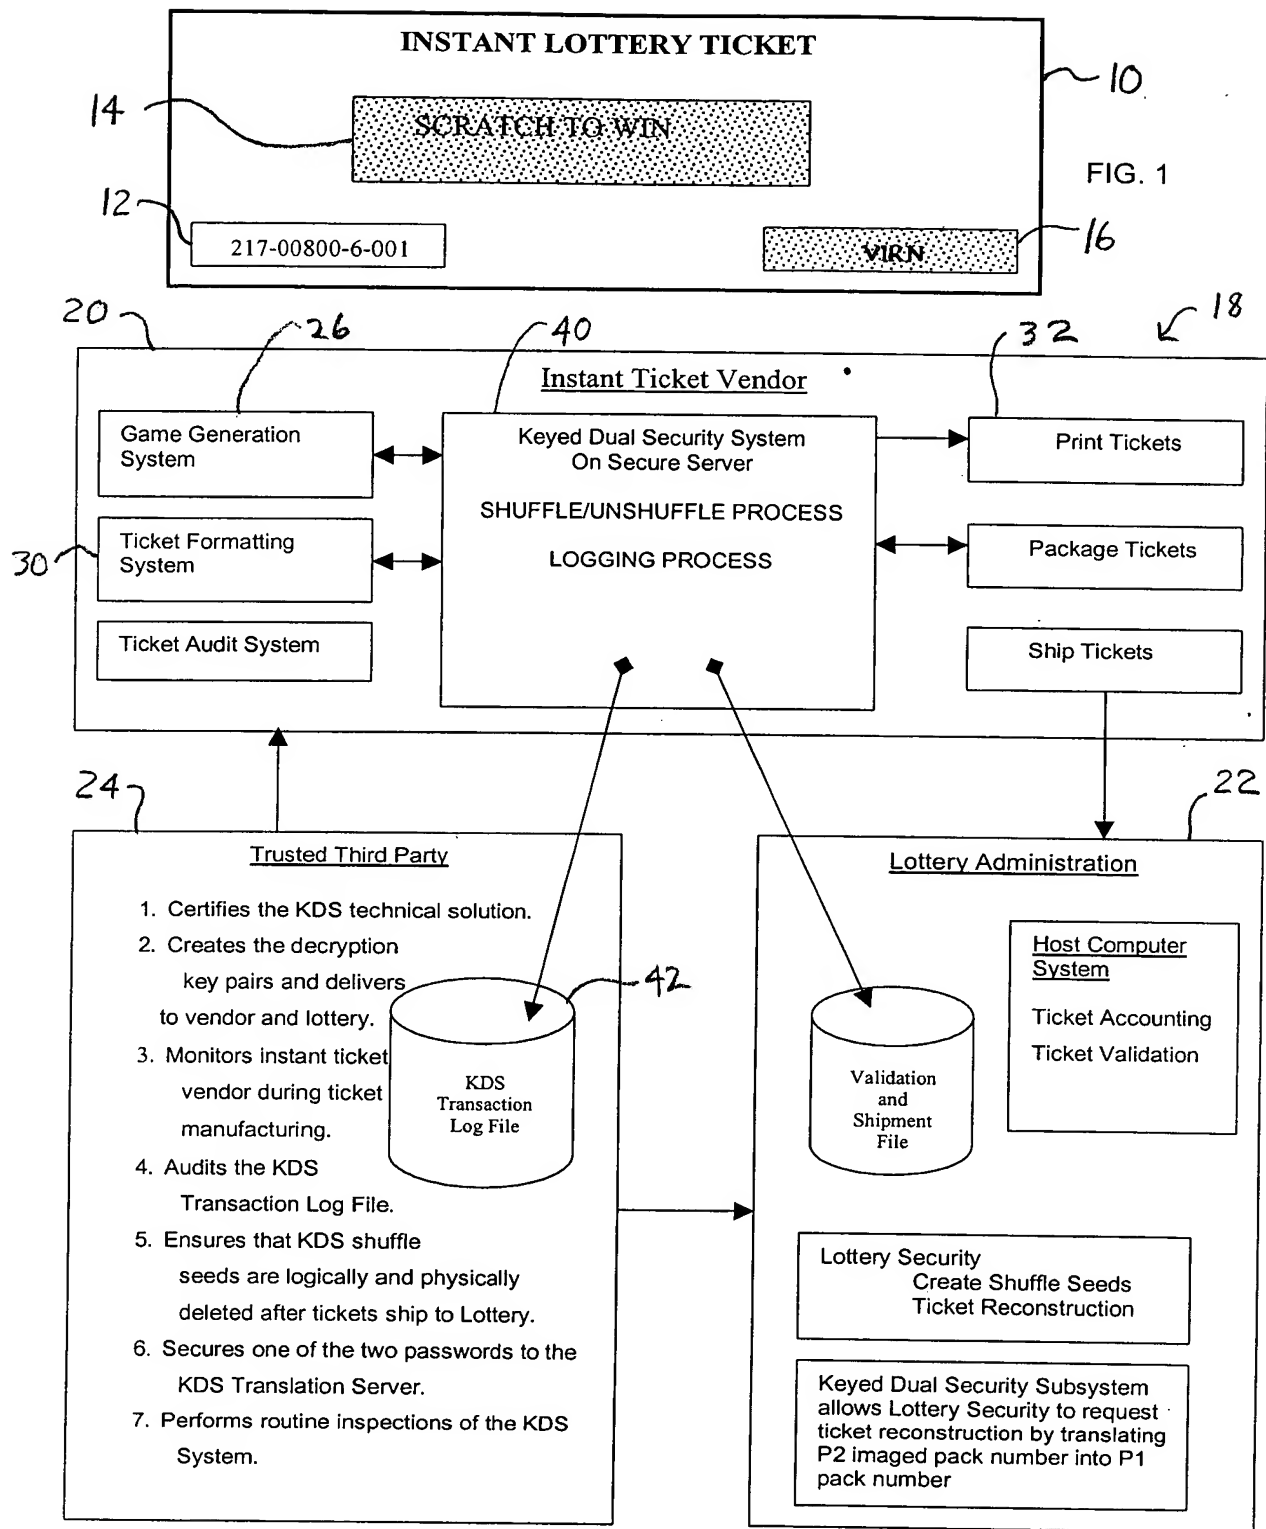 INSTANT LOTTERY TICKET
10
14
SCRATCH TO WIN
FIG. 1
12
217-00800-6-001
VIRN
16
20
26
40
32
18
Instant Ticket Vendor
Game Generation
System
Keyed Dual Security System
On Secure Server
SHUFFLE/UNSHUFFLE PROCESS
LOGGING PROCESS
Print Tickets
30
Ticket Formatting
System
Package Tickets
Ticket Audit System
Ship Tickets
24
22
Trusted Third Party
1. Certifies the KDS technical solution.
2. Creates the decryption
key pairs and delivers
to vendor and lottery.
3. Monitors instant ticket
vendor during ticket
manufacturing.
4. Audits the KDS
Transaction Log File.
5. Ensures that KDS shuffle
seeds are logically and physically
deleted after tickets ship to Lottery.
6. Secures one of the two passwords to the
KDS Translation Server.
7. Performs routine inspections of the KDS
System.
42
KDS
Transaction
Log File
Lottery Administration
Host Computer
System
Ticket Accounting
Ticket Validation
Validation
and
Shipment
File
Lottery Security
Create Shuffle Seeds
Ticket Reconstruction
Keyed Dual Security Subsystem
allows Lottery Security to request
ticket reconstruction by translating
P2 imaged pack number into P1
pack number